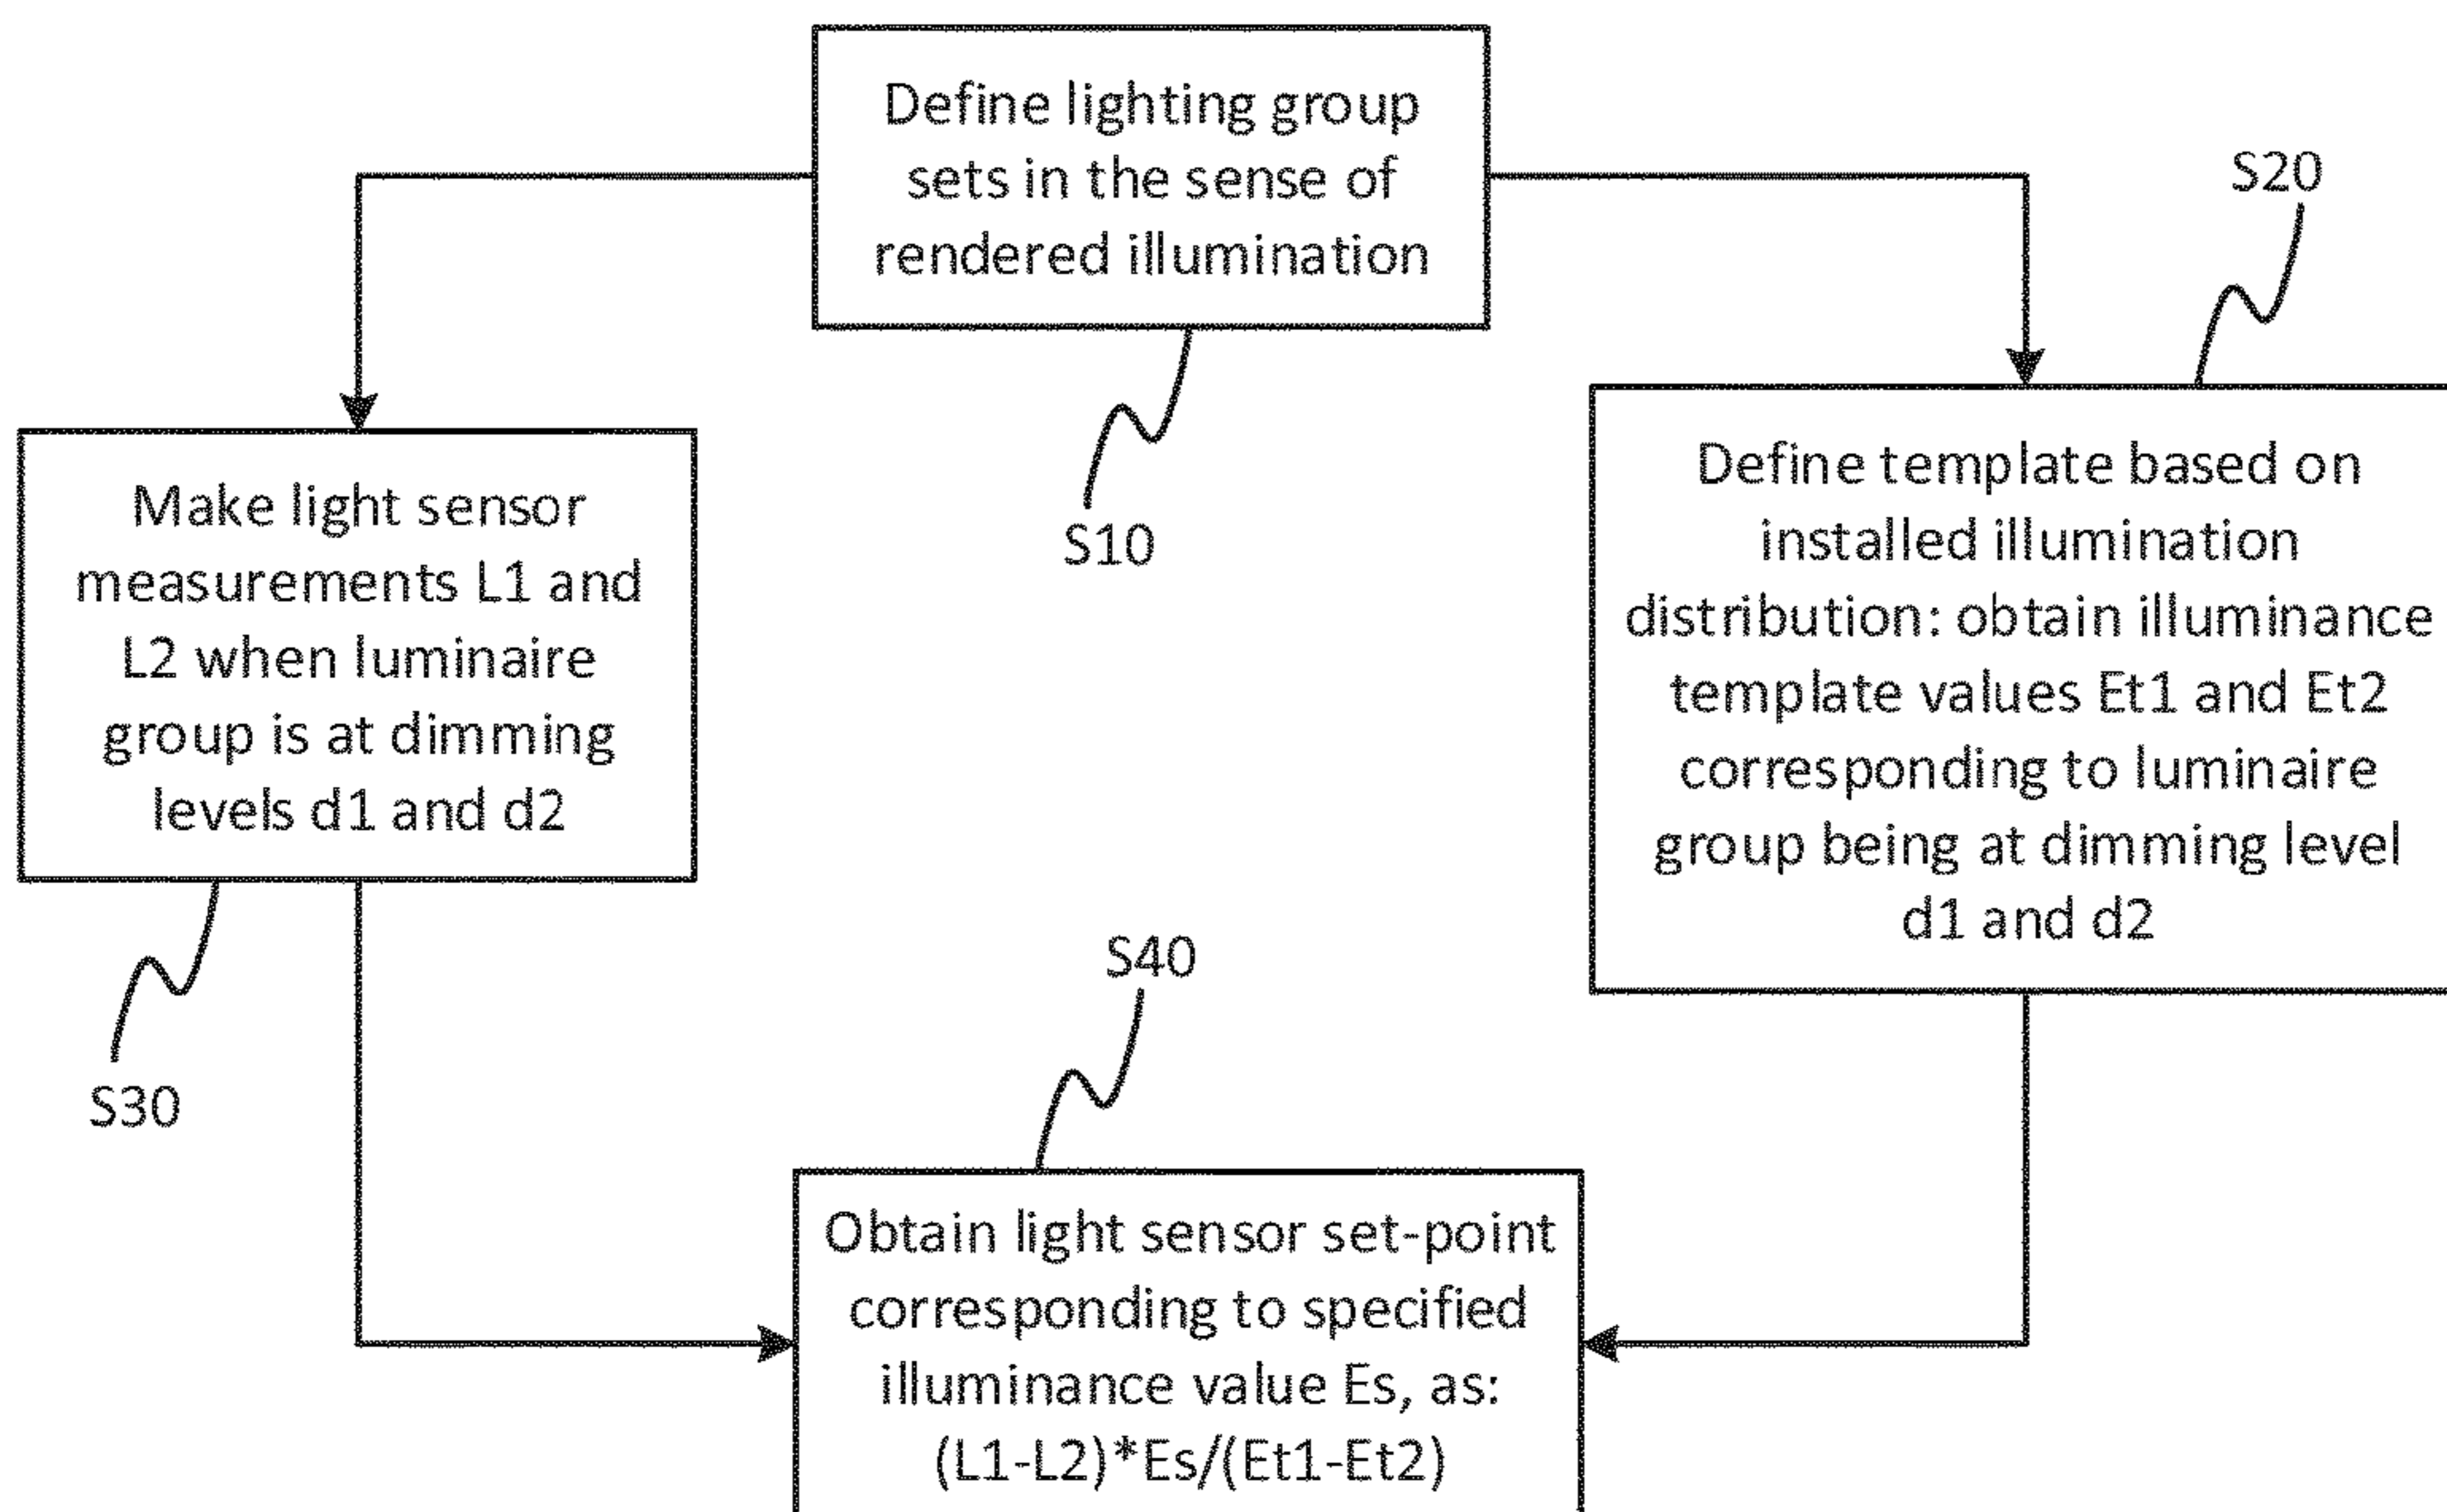 Define lighting group
sets in the sense of
rendered illumination
S10
S20
Make light sensor
measurements L1 and
L2 when luminaire
group is at dimming
levels d1 and d2
S30
Define template based on
installed illumination
distribution: obtain illuminance
template values Et1 and Et2
corresponding to luminaire
group being at dimming level
d1 and d2
S40
Obtain light sensor set-point
corresponding to specified
illuminance value Es, as:
(L1-L2)*Es/(Et1-Et2)